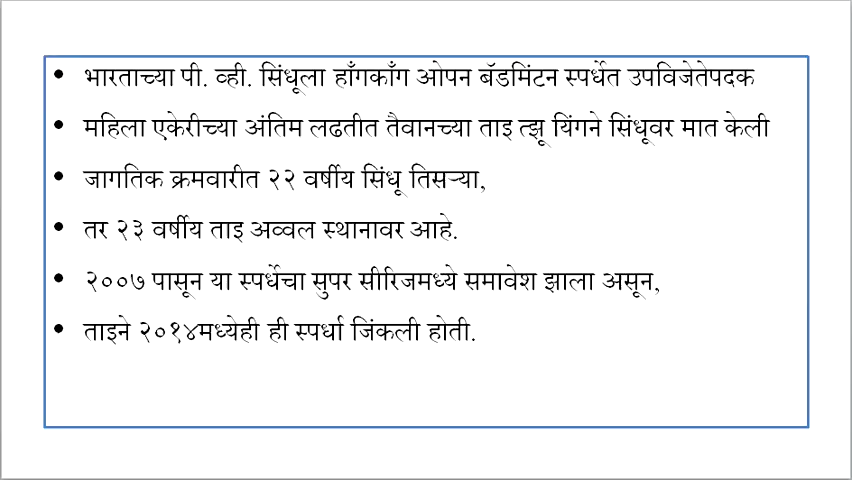 • भारताच्या पी. व्ही. सिंधूला हाँगकाँग ओपन बॅडमिंटन स्पर्धेत उपविजेतेपदक
• महिला एकेरीच्या अंतिम लढतीत तैवानच्या ताइ त्झू यिंगने सिंधूवर मात केली
• जागतिक क्रमवारीत २२ वर्षीय सिंधू तिसऱ्या,
• तर २३ वर्षीय ताइ अव्वल स्थानावर आहे.
• २००७ पासून या स्पर्धेचा सुपर सीरिजमध्ये समावेश झाला असून,
• ताइने २०१४मध्येही ही स्पर्धा जिंकली होती.